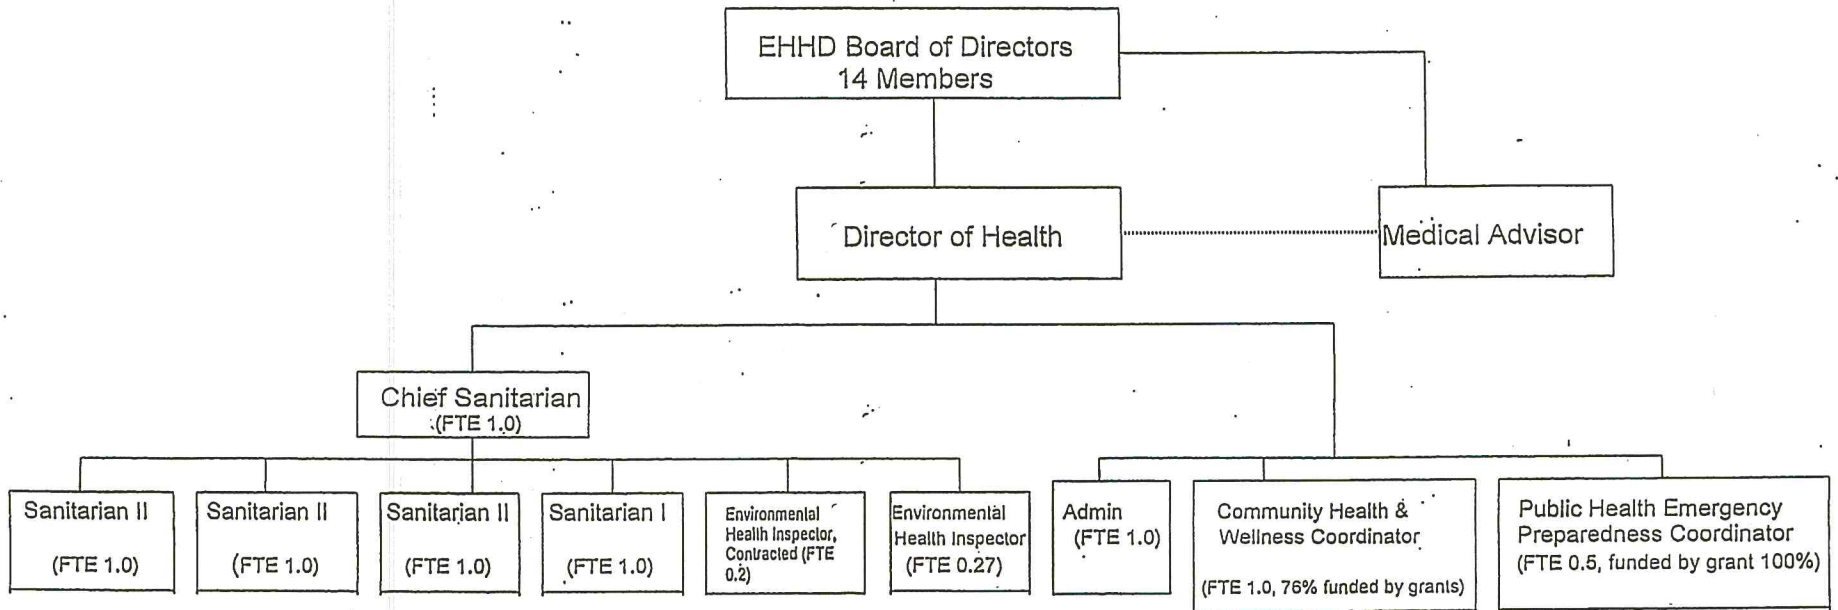 EHHD Board of Directors
14 Members
Director of Health
Medical Advisor
Chief Sanitarian
(FTE 1.0)
Sanitarian II
(FTE 1.0)
Sanitarian II
(FTE 1.0)
Sanitarian II
(FTE 1.0)
Sanitarian I
(FTE 1.0)
Environmental
Health Inspector,
Contracted (FTE
0.2)
Environmental
Health Inspector
(FTE 0.27)
Admin
(FTE 1.0)
Community Health &
Wellness Coordinator
(FTE 1.0, 76% funded by grants)
Public Health Emergency
Preparedness Coordinator
(FTE 0.5, funded by grant 100%)